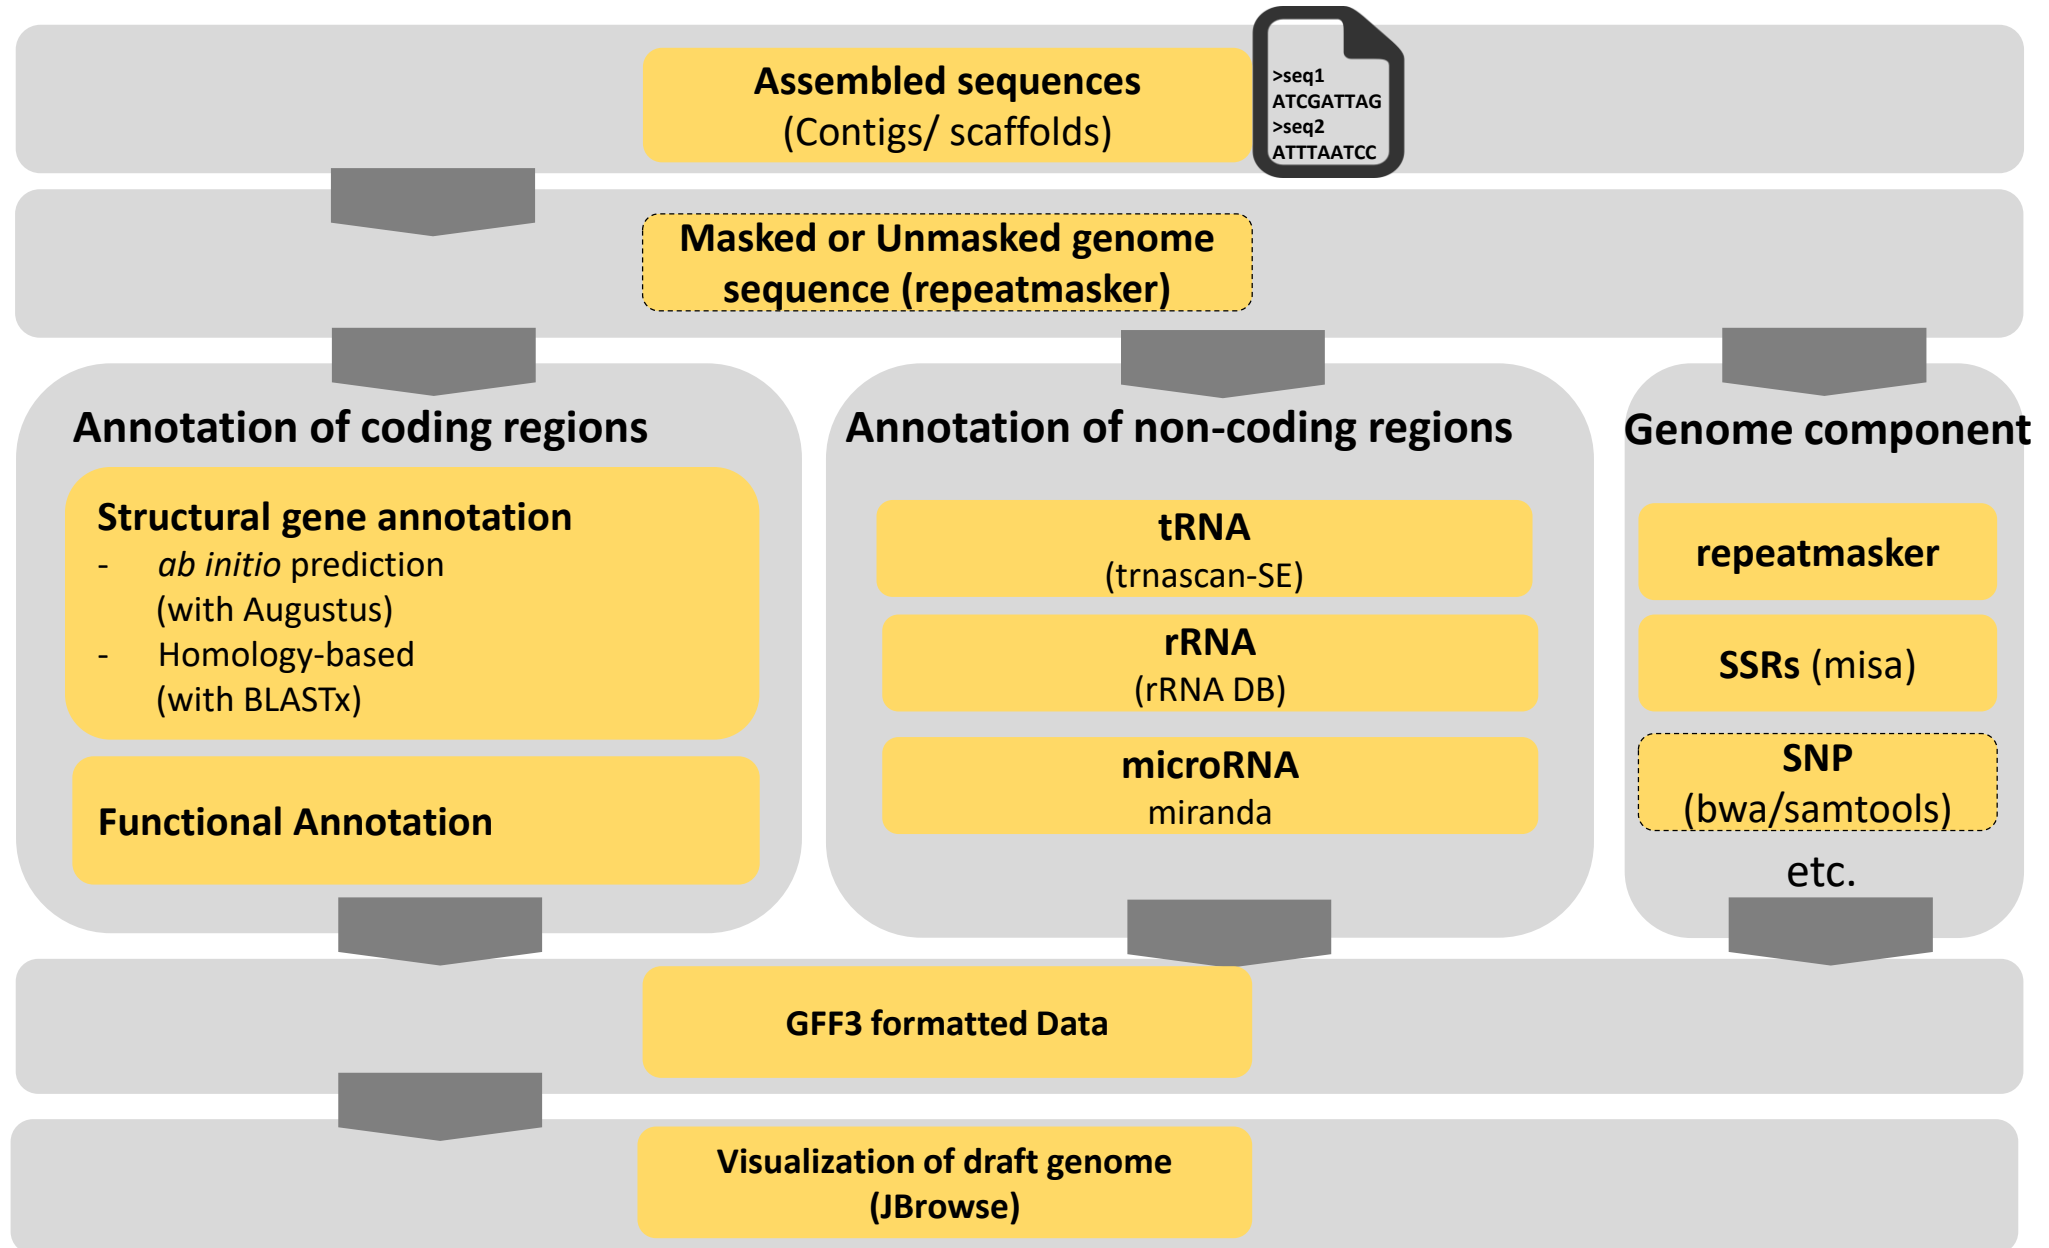 Assembled sequences
(Contigs/ scaffolds)
>seq1
ATCGATTAG
>seq2
ATTTAATCC
Masked or Unmasked genome
sequence (repeatmasker)
Annotation of coding regions
Structural gene annotation
- ab initio prediction
(with Augustus)
- Homology-based
(with BLASTx)
Functional Annotation
Annotation of non-coding regions
tRNA
(trnascan-SE)
rRNA
(rRNA DB)
microRNA
miranda
Genome component
repeatmasker
SSRs (misa)
SNP
(bwa/samtools)
etc.
GFF3 formatted Data
Visualization of draft genome
(JBrowse)